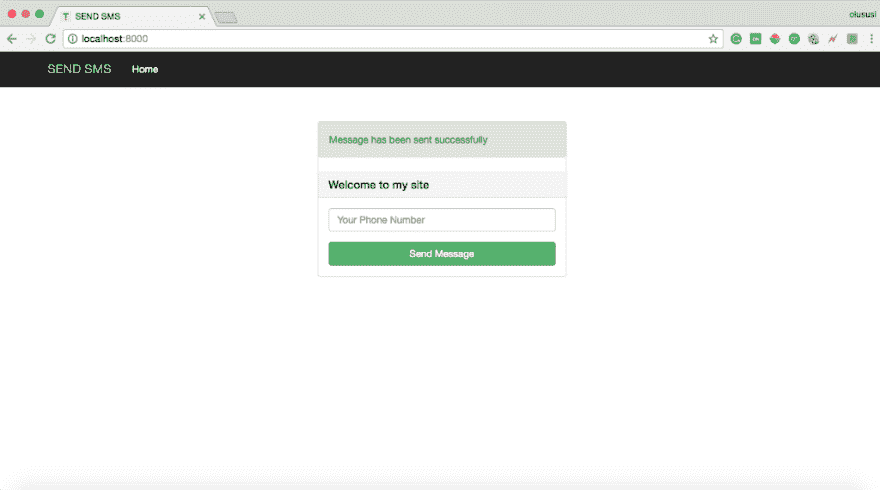 SEND SMS
olususi
localhost:8000
SEND SMS Home
Message has been sent successfully
Welcome to my site
Your Phone Number
Send Message